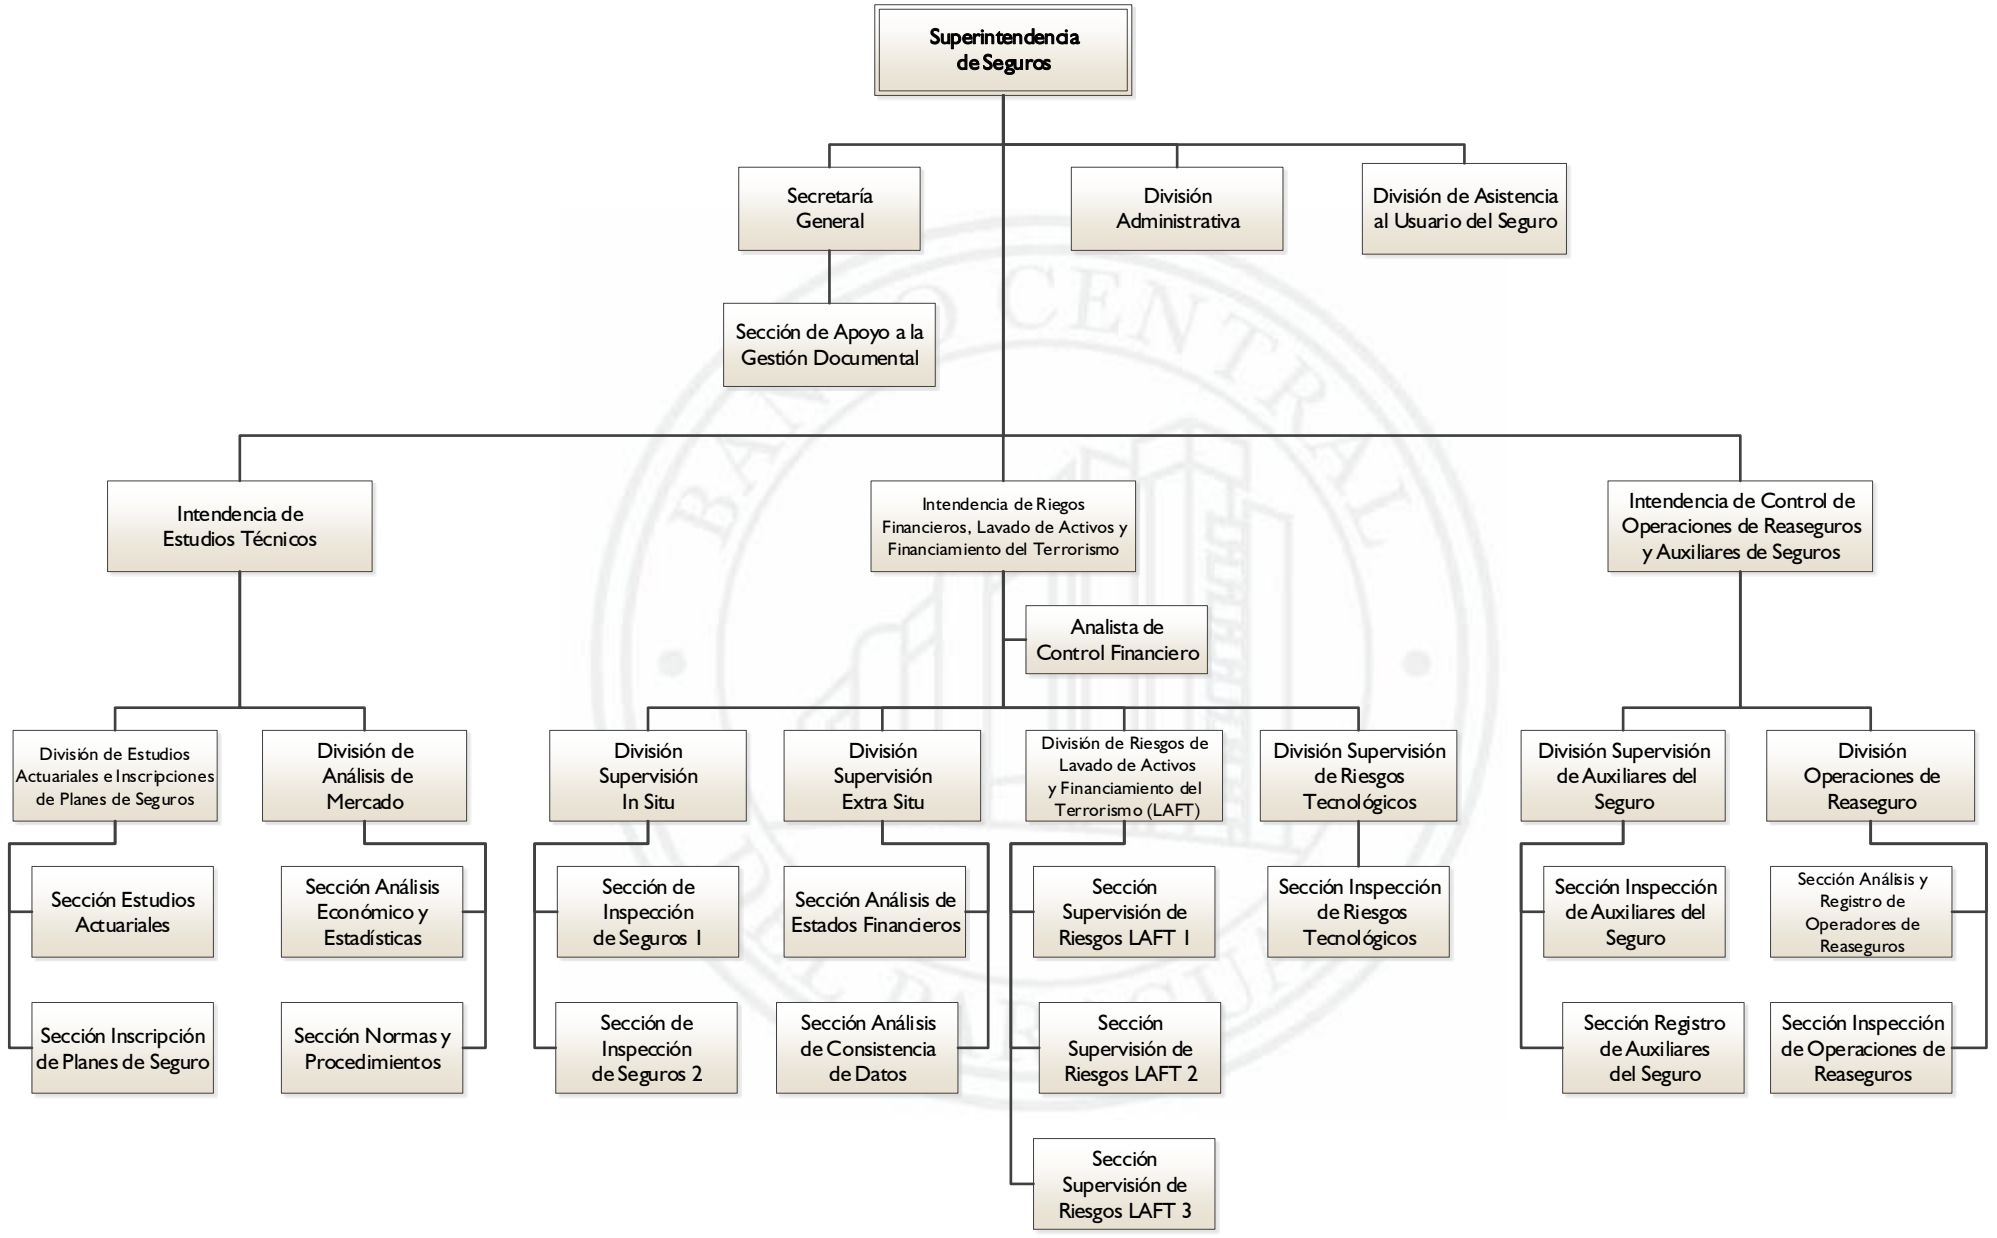 Superintendencia
de Seguros
Secretaría
General
División
Administrativa
División de Asistencia
al Usuario del Seguro
Sección de Apoyo a la
Gestión Documental
Intendencia de
Estudios Técnicos
Intendencia de Riegos
Financieros, Lavado de Activos y
Financiamiento del Terrorismo
Intendencia de Control de
Operaciones de Reaseguros
y Auxiliares de Seguros
Analista de
Control Financiero
División de Estudios
Actuariales e Inscripciones
de Planes de Seguros
División de
Análisis de
Mercado
División
Supervisión
In Situ
División
Supervisión
Extra Situ
División de Riesgos de
Lavado de Activos
y Financiamiento del
Terrorismo (LAFT)
División Supervisión
de Riesgos
Tecnológicos
División Supervisión
de Auxiliares del
Seguro
División
Operaciones de
Reaseguro
Sección Estudios
Actuariales
Sección Análisis
Económico y
Estadísticas
Sección de
Inspección
de Seguros 1
Sección Análisis de
Estados Financieros
Sección
Supervisión de
Riesgos LAFT 1
Sección Inspección
de Riesgos
Tecnológicos
Sección Inspección
de Auxiliares del
Seguro
Sección Análisis y
Registro de
Operadores de
Reaseguros
Sección Inscripción
de Planes de Seguro
Sección Normas y
Procedimientos
Sección de
Inspección
de Seguros 2
Sección Análisis
de Consistencia
de Datos
Sección
Supervisión de
Riesgos LAFT 2
Sección Registro
de Auxiliares
del Seguro
Sección Inspección
de Operaciones de
Reaseguros
Sección
Supervisión de
Riesgos LAFT 3
BANCO CENTRAL
DEL PARAGUAY